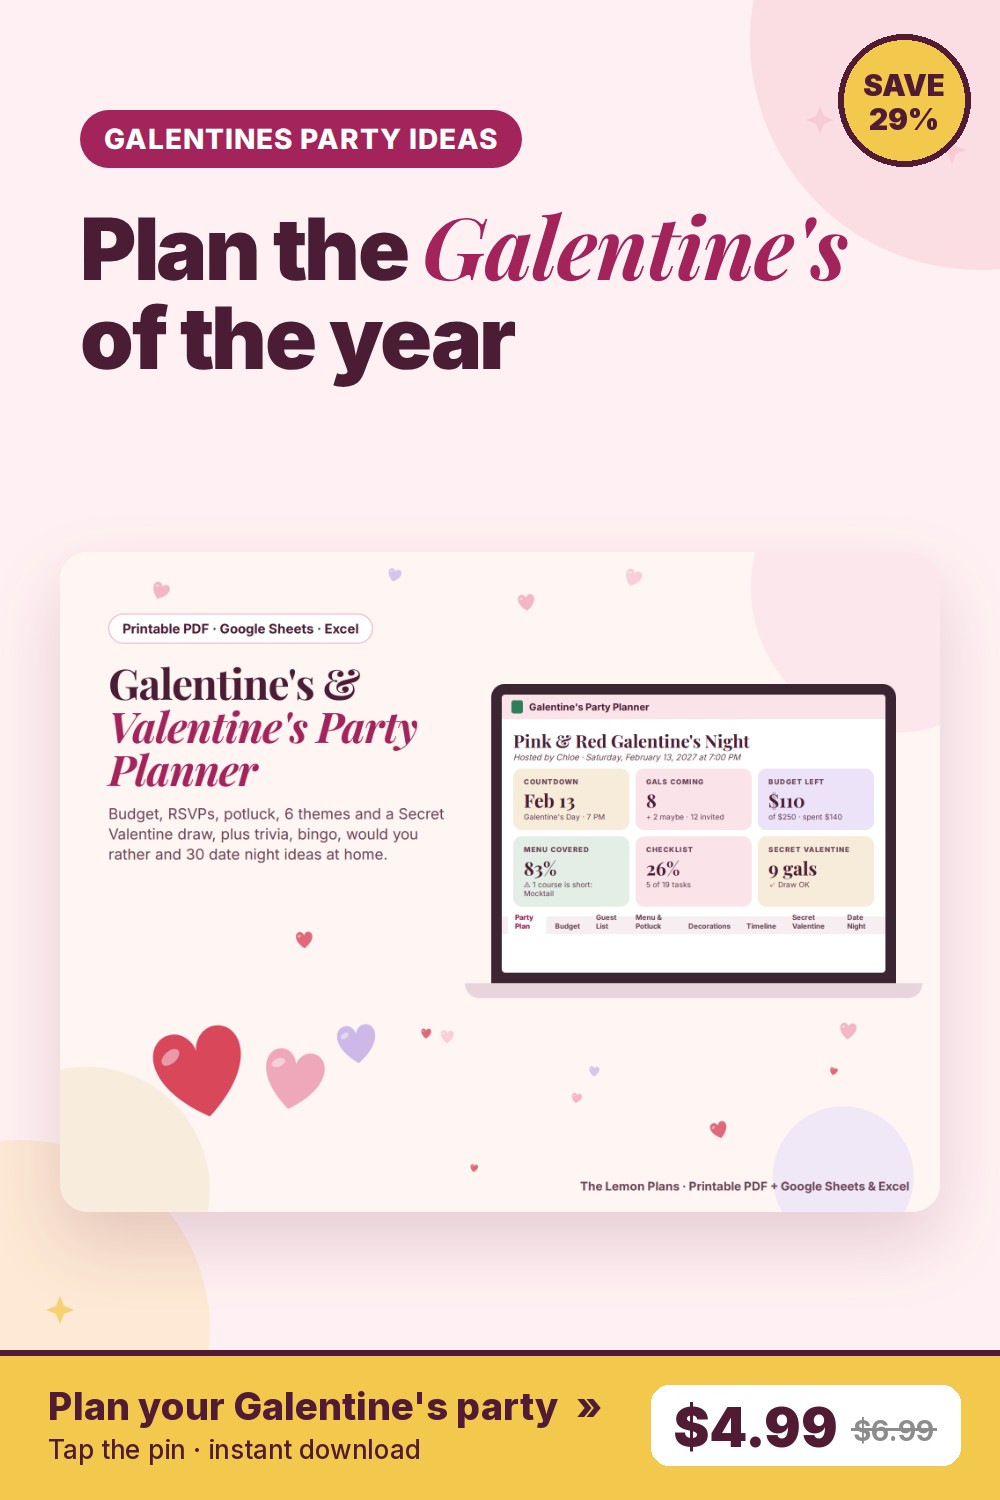 SAVE
29%
GALENTINES PARTY IDEAS
Plan the Galentine's
of the year
Printable PDF · Google Sheets · Excel
Galentine's &
Valentine's Party
Planner
Budget, RSVPs, potluck, 6 themes and a Secret
Valentine draw, plus trivia, bingo, would you
rather and 30 date night ideas at home.
Galentine's Party Planner
Pink & Red Galentine's Night
Hosted by Chloe · Saturday, February 13, 2027 at 7:00 PM
COUNTDOWN
Feb 13
Galentine's Day · 7 PM
GALS COMING
8
+ 2 maybe · 12 invited
BUDGET LEFT
$110
of $250 · spent $140
MENU COVERED
83%
⚠ 1 course is short:
Mocktail
CHECKLIST
26%
5 of 19 tasks
SECRET VALENTINE
9 gals
✓ Draw OK
Party
Plan
Budget
Guest
List
Menu &
Potluck
Decorations
Timeline
Secret
Valentine
Date
Night
The Lemon Plans · Printable PDF + Google Sheets & Excel
Plan your Galentine's party »
Tap the pin · instant download
$4.99 $6.99